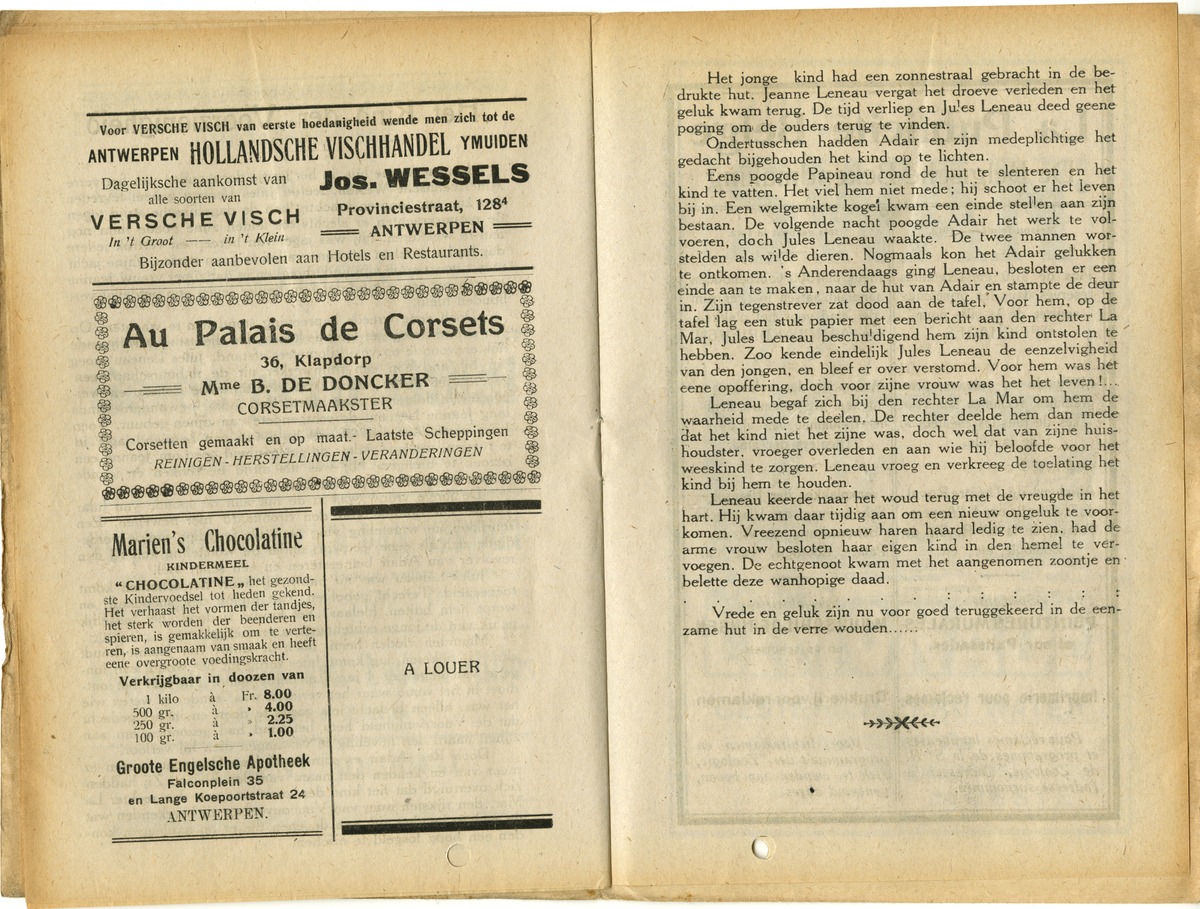 Voor VERSCHE VISCH van eerste hoedanigheid wende men zich tot de
ANTWERPEN HOLLANDSCHE VISCHHANDEL YMUIDEN
Dagelijksche aankomst van
alle soorten van
VERSCHE VISCH
In 't Groot — in 't Klein
Jos. WESSELS
Provinciestraat, 128⁴
ANTWERPEN
Bijzonder aanbevolen aan Hotels en Restaurants.
Au Palais de Corsets
36, Klapdorp
Mme B. DE DONCKER
CORSETMAAKSTER
Corsetten gemaakt en op maat.- Laatste Scheppingen
REINIGEN - HERSTELLINGEN - VERANDERINGEN
Marien's Chocolatine
KINDERMEEL
“CHOCOLATINE„ het gezond-
ste Kindervoedsel tot heden gekend.
Het verhaast het vormen der tandjes,
het sterk worden der beenderen en
spieren, is gemakkelijk om te verte-
ren, is aangenaam van smaak en heeft
eene overgroote voedingskracht.
Verkrijgbaar in doozen van
1 kilo à Fr. 8.00
500 gr. à » 4.00
250 gr. à » 2.25
100 gr. à » 1.00
Groote Engelsche Apotheek
Falconplein 35
en Lange Koepoortstraat 24
ANTWERPEN.
A LOUER
Het jonge kind had een zonnestraal gebracht in de be-
drukte hut. Jeanne Leneau vergat het droeve verleden en het
geluk kwam terug. De tijd verliep en Jules Leneau deed geene
poging om de ouders terug te vinden.
Ondertusschen hadden Adair en zijn medeplichtige het
gedacht bijgehouden het kind op te lichten.
Eens poogde Papineau rond de hut te slenteren en het
kind te vatten. Het viel hem niet mede; hij schoot er het leven
bij in. Een welgemikte kogel kwam een einde stellen aan zijn
bestaan. De volgende nacht poogde Adair het werk te vol-
voeren, doch Jules Leneau waakte. De twee mannen wor-
stelden als wilde dieren. Nogmaals kon het Adair gelukken
te ontkomen. 's Anderendaags ging Leneau, besloten er een
einde aan te maken, naar de hut van Adair en stampte de deur
in. Zijn tegenstrever zat dood aan de tafel. Voor hem, op de
tafel lag een stuk papier met een bericht aan den rechter La
Mar, Jules Leneau beschuldigend hem zijn kind ontstolen te
hebben. Zoo kende eindelijk Jules Leneau de eenzelvigheid
van den jongen, en bleef er over verstomd. Voor hem was het
eene opoffering, doch voor zijne vrouw was het het leven!...
Leneau begaf zich bij den rechter La Mar om hem de
waarheid mede te deelen. De rechter deelde hem dan mede
dat het kind niet het zijne was, doch wel dat van zijne huis-
houdster, vroeger overleden en aan wie hij beloofde voor het
weeskind te zorgen. Leneau vroeg en verkreeg de toelating het
kind bij hem te houden.
Leneau keerde naar het woud terug met de vreugde in het
hart. Hij kwam daar tijdig aan om een nieuw ongeluk te voor-
komen. Vreezend opnieuw haren haard ledig te zien, had de
arme vrouw besloten haar eigen kind in den hemel te ver-
voegen. De echtgenoot kwam met het aangenomen zoontje en
belette deze wanhopige daad.
. . . . . . . . . . . . . .
Vrede en geluk zijn nu voor goed teruggekeerd in de een-
zame hut in de verre wouden......